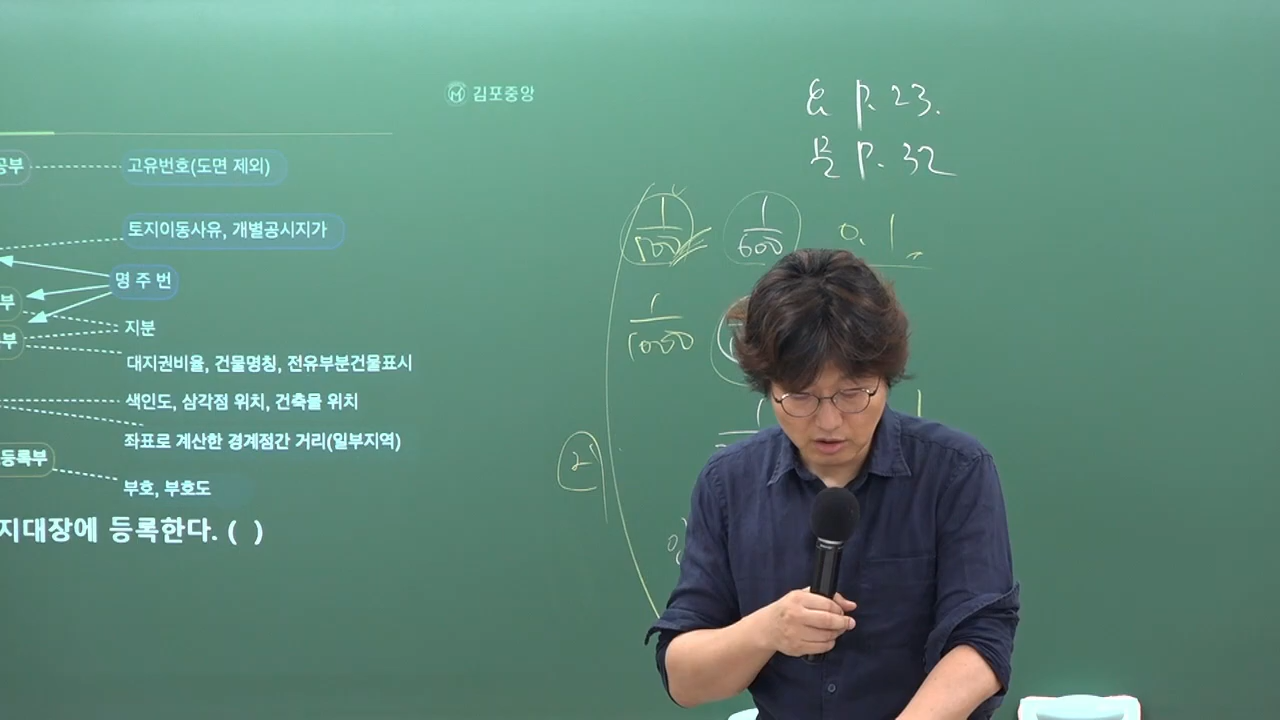 김포중앙
공부
고유번호(도면 제외)
토지이동사유, 개별공시지가
명 주 번
부
지분
부
대지권비율, 건물명칭, 전유부분건물표시
색인도, 삼각점 위치, 건축물 위치
좌표로 계산한 경계점간 거리(일부지역)
등록부
부호, 부호도
지대장에 등록한다. ( )
p. 23.
문 p. 32
1/500 1/600 0.1
1/1000
2)